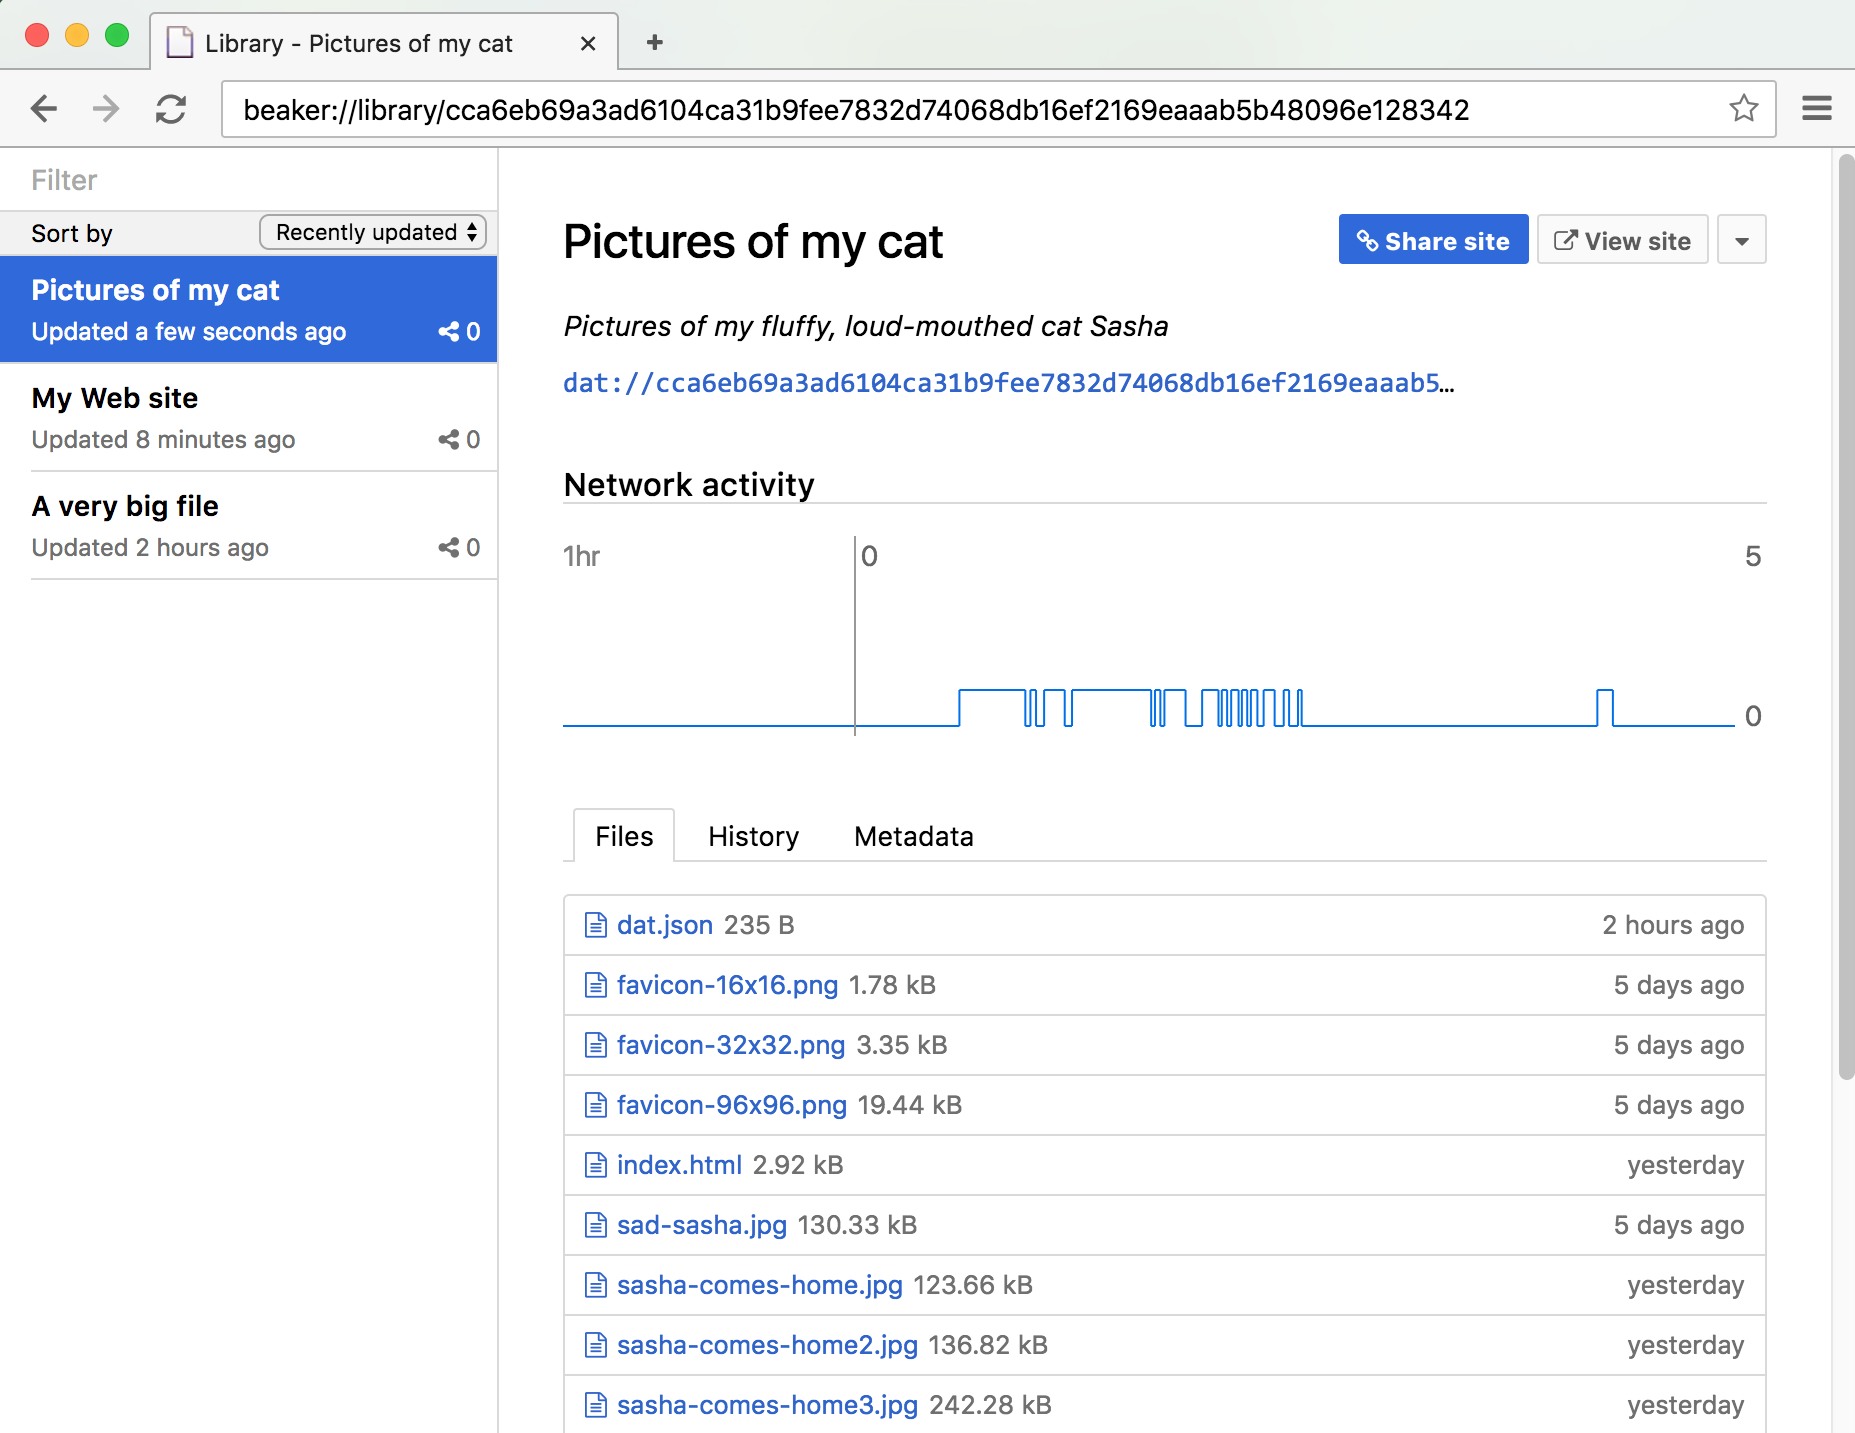 Library - Pictures of my cat
beaker://library/cca6eb69a3ad6104ca31b9fee7832d74068db16ef2169eaaab5b48096e128342
Filter
Sort by Recently updated
Pictures of my cat
Updated a few seconds ago 0
My Web site
Updated 8 minutes ago 0
A very big file
Updated 2 hours ago 0
Pictures of my cat
Share site View site
Pictures of my fluffy, loud-mouthed cat Sasha
dat://cca6eb69a3ad6104ca31b9fee7832d74068db16ef2169eaaab5…
Network activity
1hr 0 5
0
Files History Metadata
dat.json 235 B 2 hours ago
favicon-16x16.png 1.78 kB 5 days ago
favicon-32x32.png 3.35 kB 5 days ago
favicon-96x96.png 19.44 kB 5 days ago
index.html 2.92 kB yesterday
sad-sasha.jpg 130.33 kB 5 days ago
sasha-comes-home.jpg 123.66 kB yesterday
sasha-comes-home2.jpg 136.82 kB yesterday
sasha-comes-home3.jpg 242.28 kB yesterday